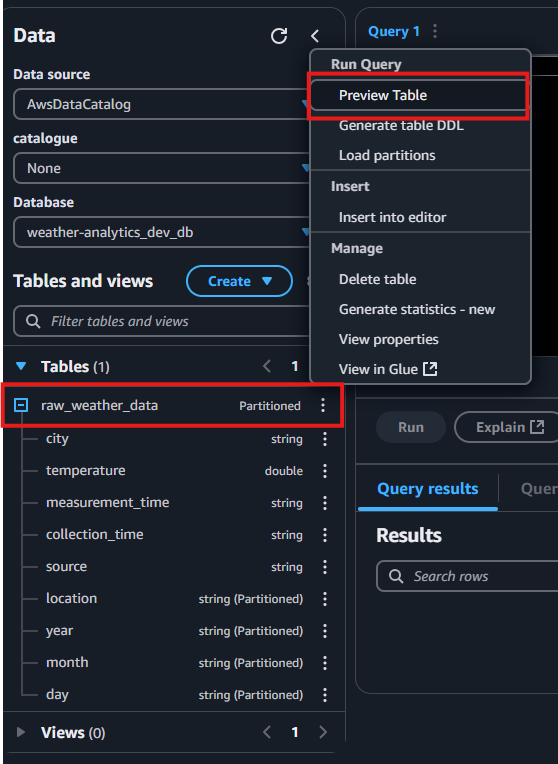 Data
Data source
AwsDataCatalog
catalogue
None
Database
weather-analytics_dev_db
Tables and views
Create
Filter tables and views
Tables (1)
1
raw_weather_data Partitioned
city string
temperature double
measurement_time string
collection_time string
source string
location string (Partitioned)
year string (Partitioned)
month string (Partitioned)
day string (Partitioned)
Views (0)
1
Query 1
Run Query
Preview Table
Generate table DDL
Load partitions
Insert
Insert into editor
Manage
Delete table
Generate statistics - new
View properties
View in Glue
Run
Explain
Query results
Quer
Results
Search rows